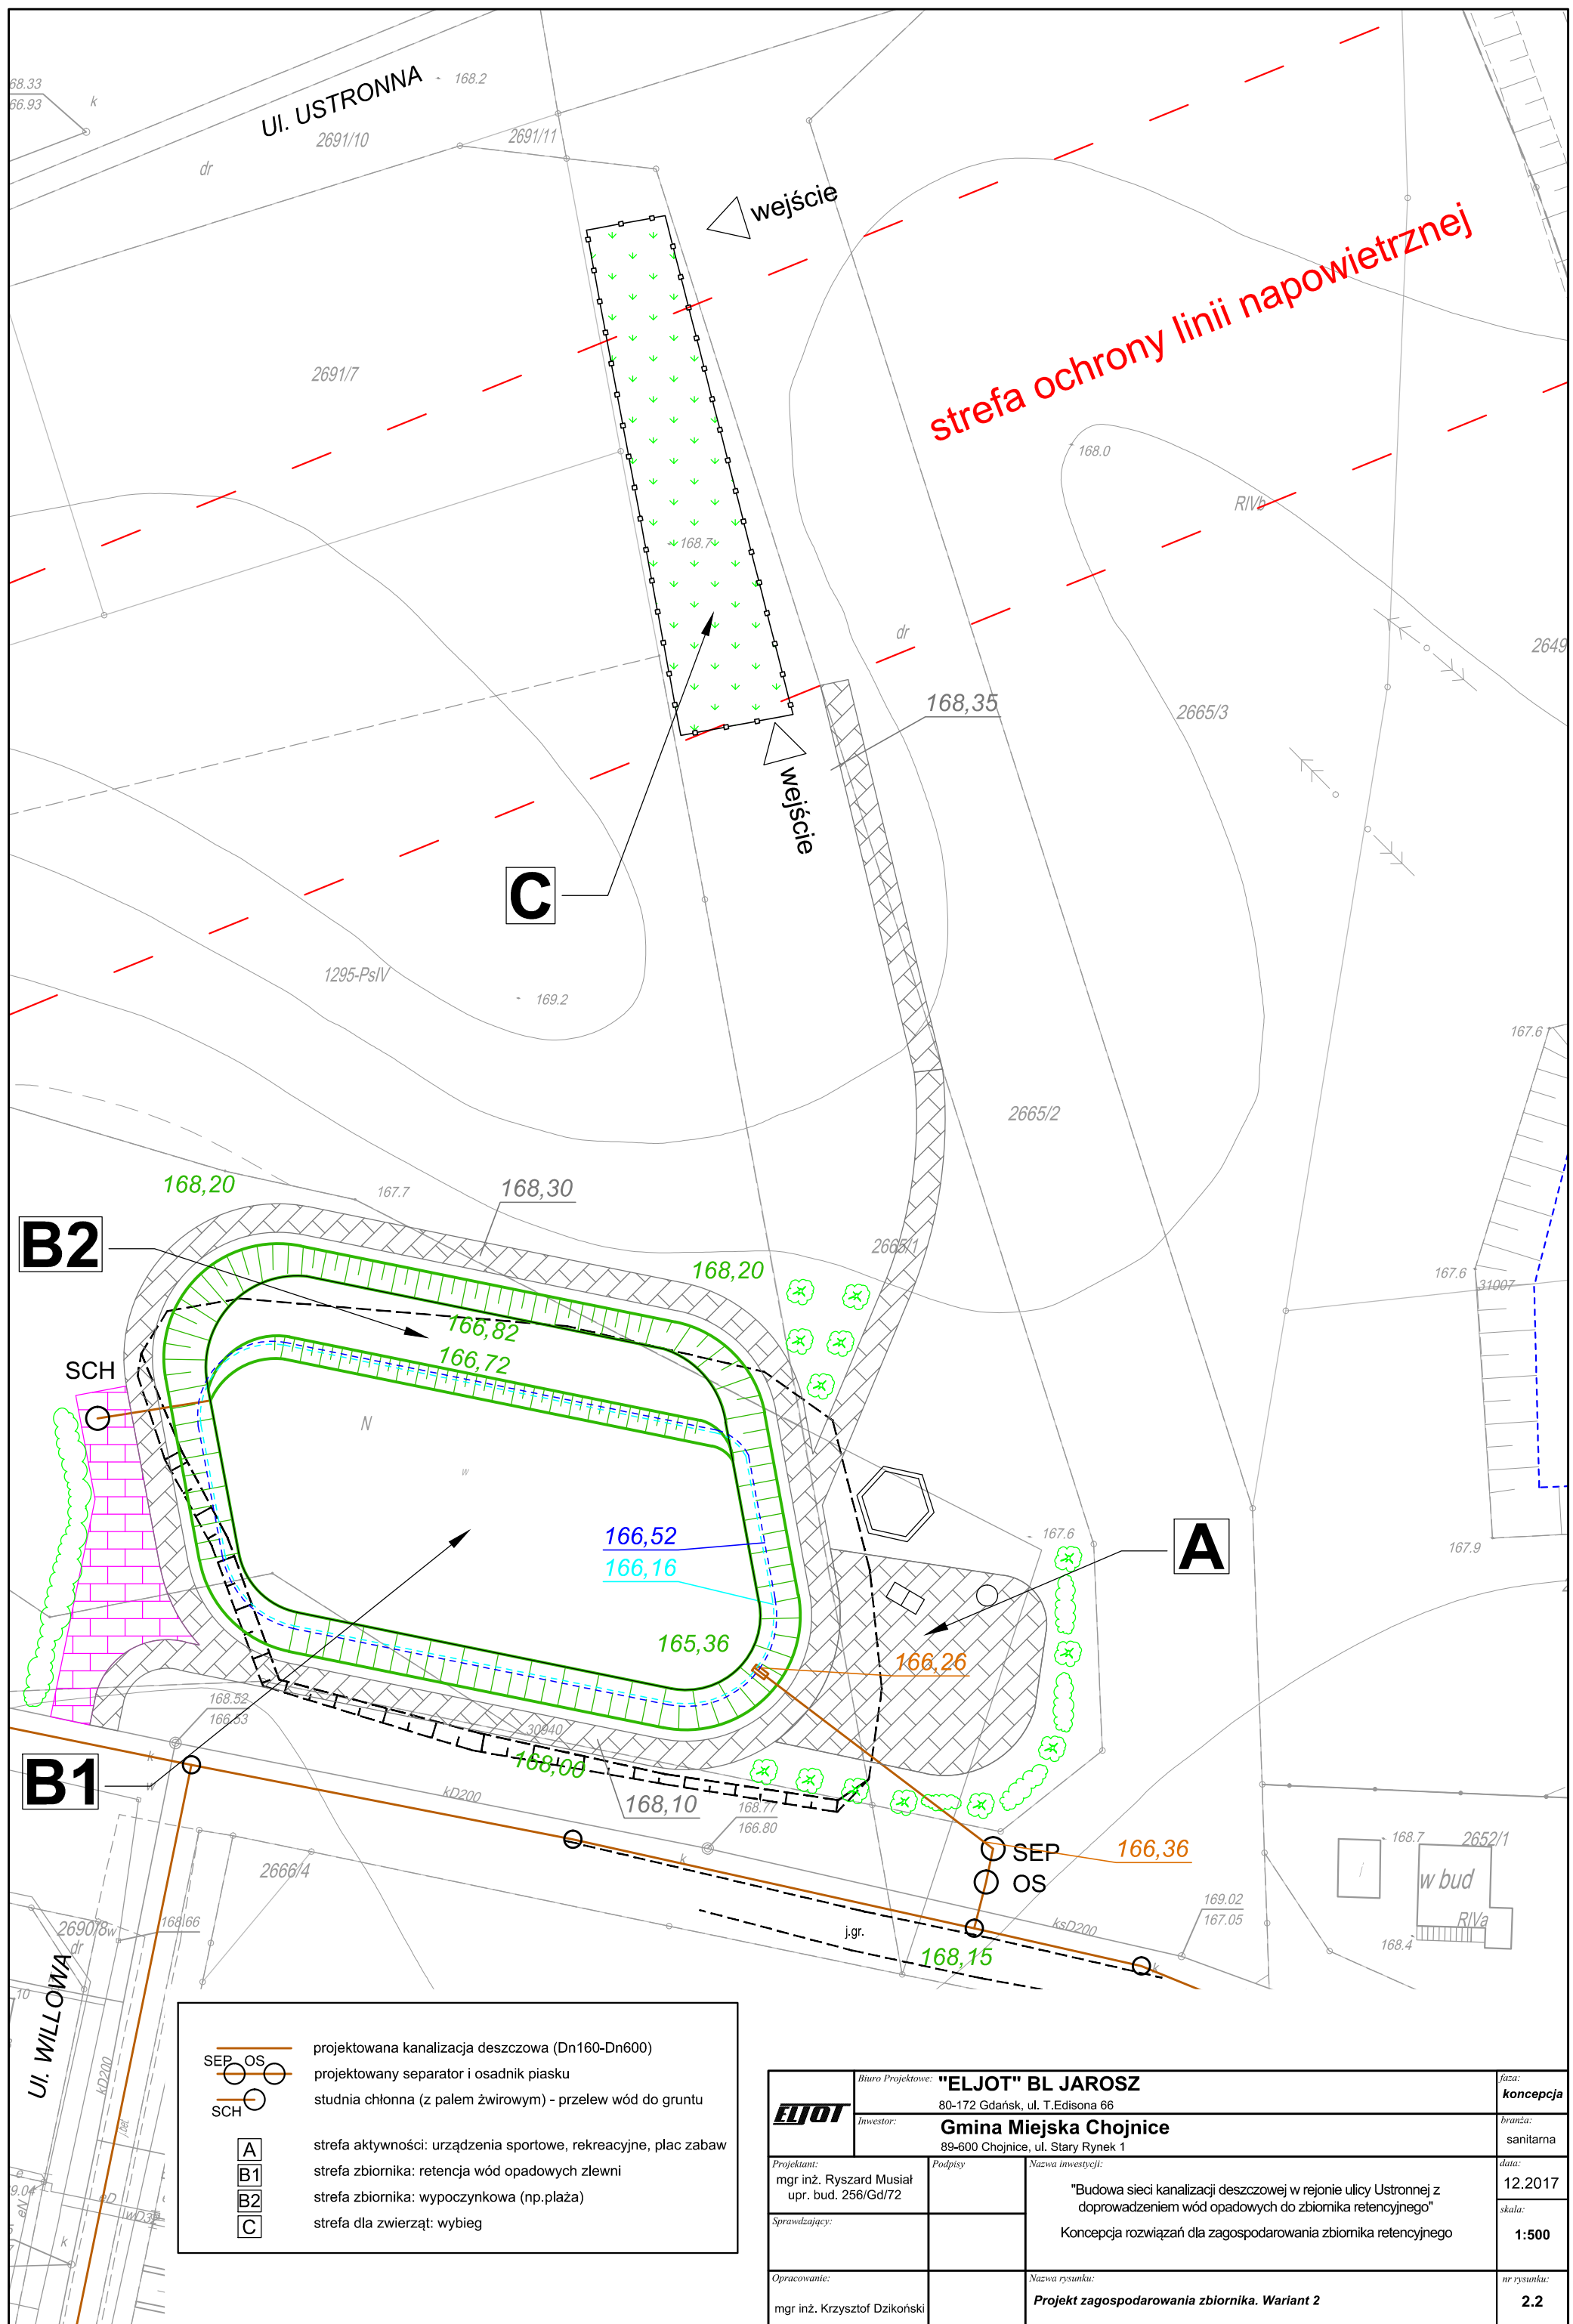 68.33
66.93
k
Ul. USTRONNA
168.2
2691/10
2691/11
dr
wejście
strefa ochrony linii napowietrznej
2691/7
168.0
RIVb
168.7
dr
2649
168,35
2665/3
wejście
C
1295-PsIV
169.2
167.6
2665/2
168,20
167.7
168,30
B2
2665/1
168,20
167.6
31007
166,82
166,72
SCH
N
w
166,52
166,16
167.6
A
167.9
165,36
166,26
168.52
166.53
30940
k
168,00
B1
w
kD200
168,10
168.77
166.80
k
SEP
166,36
OS
168.7
2652/1
i
w bud
RIVa
168.4
2666/4
169.02
167.05
ksD200
2690/8
w
168.66
dr
j.gr.
168,15
k
Ul. WILLOWA
10
kD200
e
9.04
eN
eD
k
projektowana kanalizacja deszczowa (Dn160-Dn600)
SEP OS
projektowany separator i osadnik piasku
studnia chłonna (z palem żwirowym) - przelew wód do gruntu
SCH
A strefa aktywności: urządzenia sportowe, rekreacyjne, plac zabaw
B1 strefa zbiornika: retencja wód opadowych zlewni
B2 strefa zbiornika: wypoczynkowa (np.plaża)
C strefa dla zwierząt: wybieg
ELJOT
Biuro Projektowe: "ELJOT" BL JAROSZ
80-172 Gdańsk, ul. T.Edisona 66
faza:
koncepcja
Inwestor: Gmina Miejska Chojnice
89-600 Chojnice, ul. Stary Rynek 1
branża:
sanitarna
Projektant:
mgr inż. Ryszard Musiał
upr. bud. 256/Gd/72
Podpisy
Nazwa inwestycji:
"Budowa sieci kanalizacji deszczowej w rejonie ulicy Ustronnej z
doprowadzeniem wód opadowych do zbiornika retencyjnego"
Koncepcja rozwiązań dla zagospodarowania zbiornika retencyjnego
data:
12.2017
Sprawdzający:
skala:
1:500
Opracowanie:
mgr inż. Krzysztof Dzikoński
Nazwa rysunku:
Projekt zagospodarowania zbiornika. Wariant 2
nr rysunku:
2.2